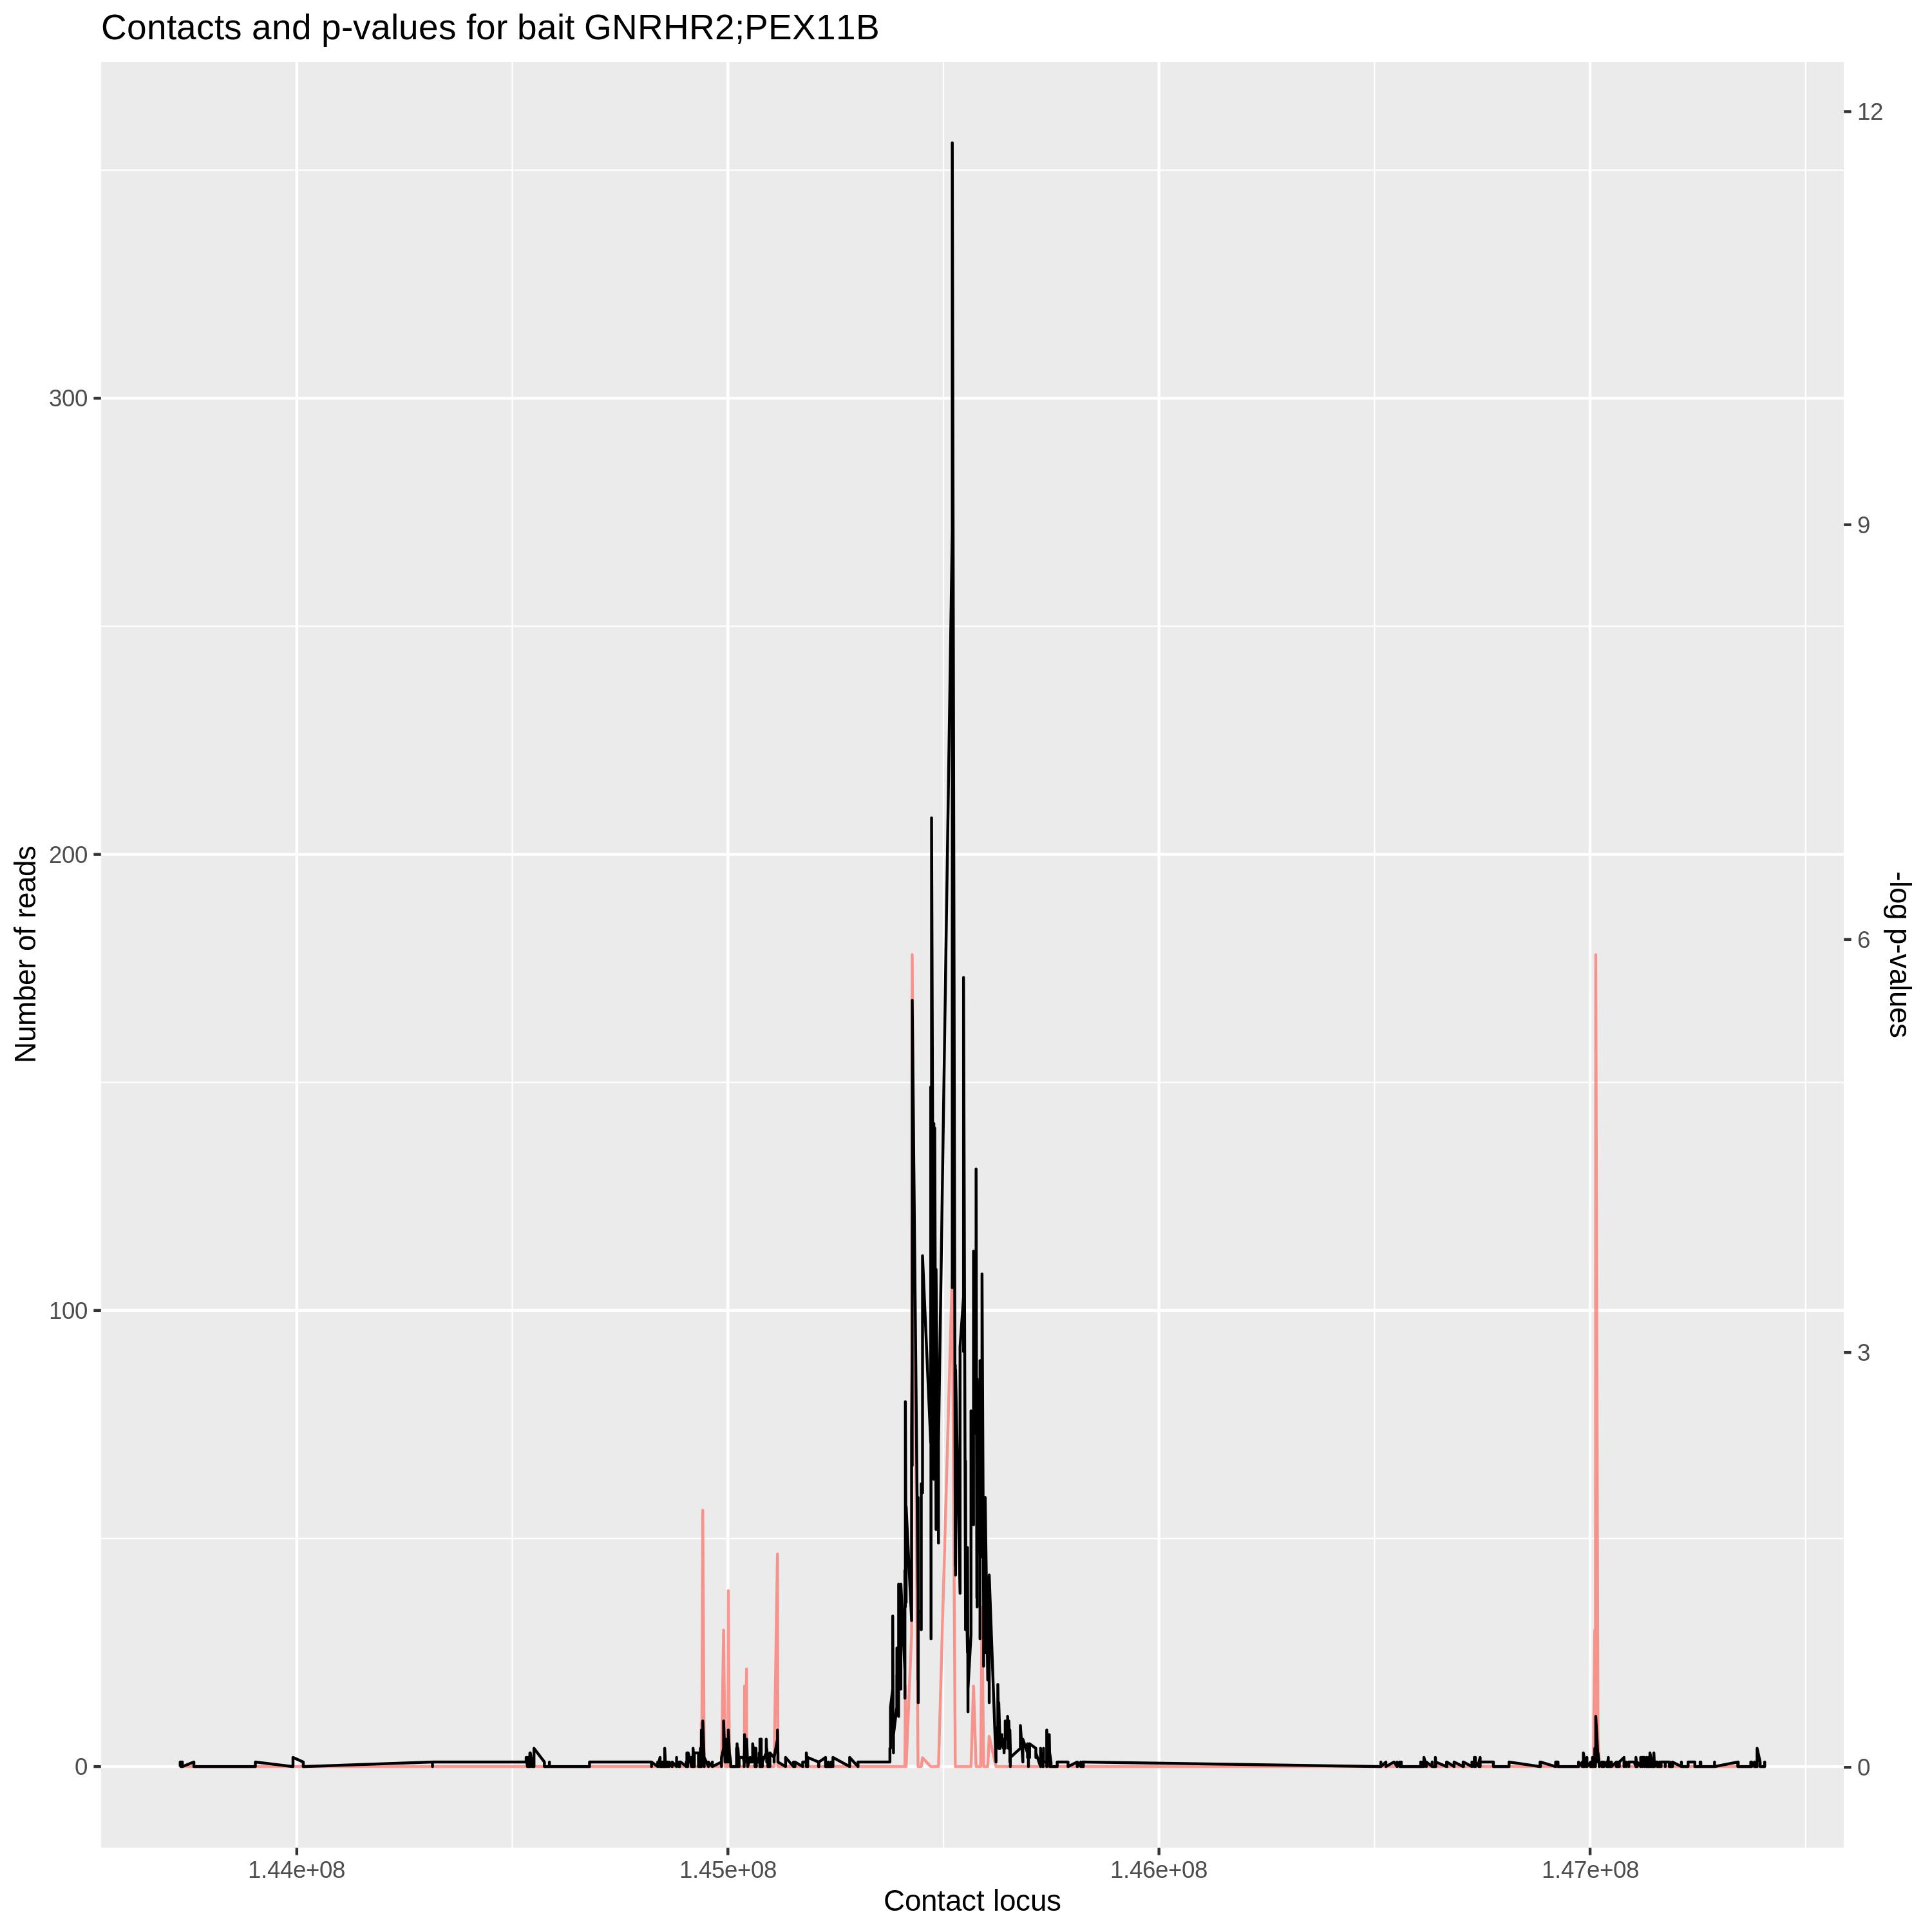 Contacts and p-values for bait GNRHR2;PEX11B
Number of reads
300
200
100
0
12
9
6
3
0
-log p-values
1.44e+08
1.45e+08
1.46e+08
1.47e+08
Contact locus